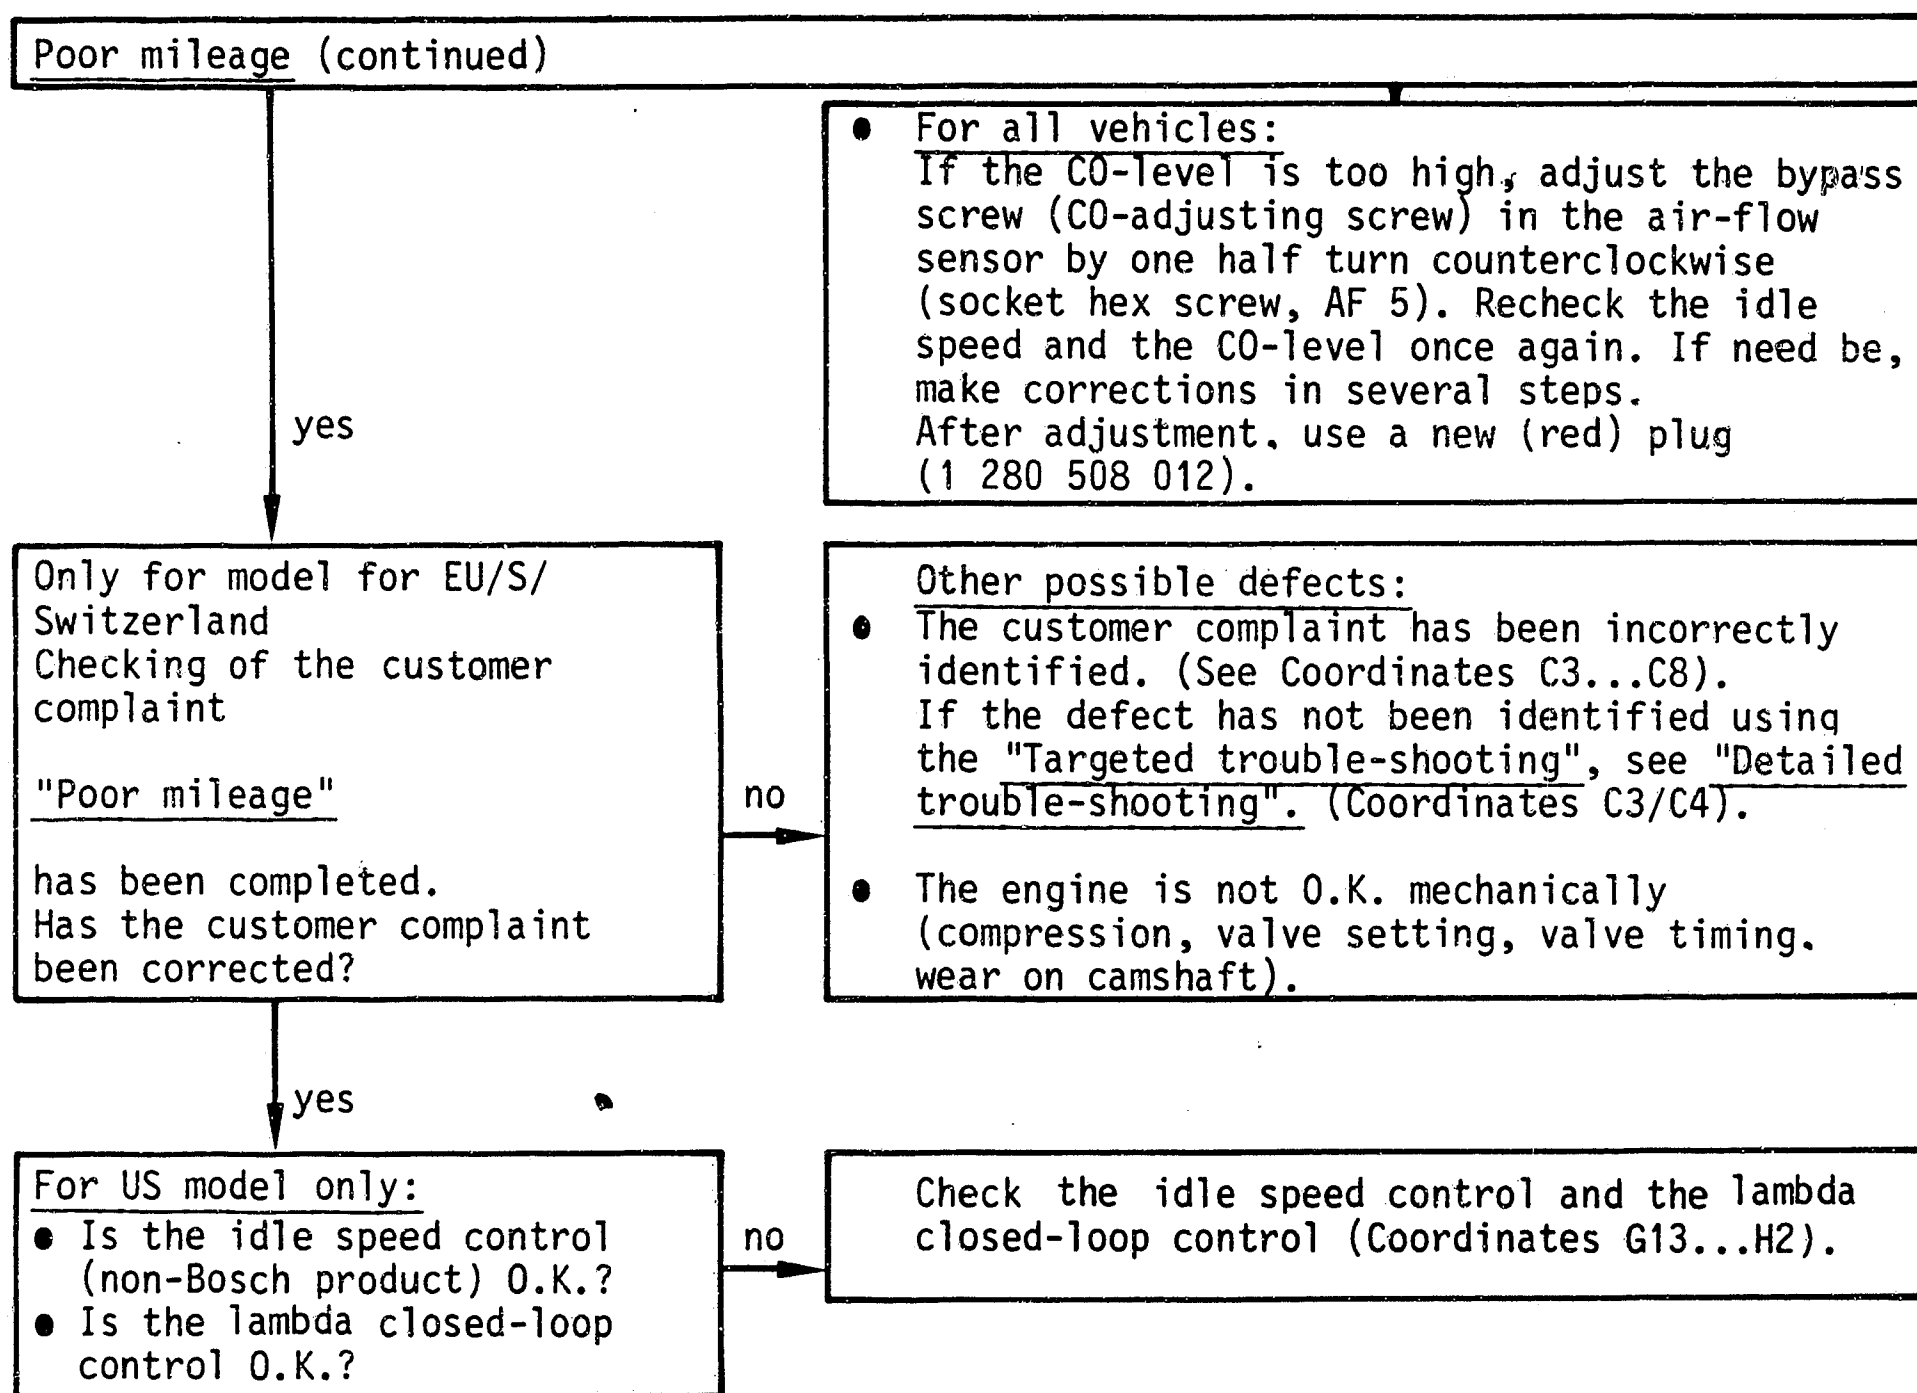 Poor mileage (continued)
● For all vehicles:
If the CO-level is too high, adjust the bypass
screw (CO-adjusting screw) in the air-flow
sensor by one half turn counterclockwise
(socket hex screw, AF 5). Recheck the idle
speed and the CO-level once again. If need be,
make corrections in several steps.
After adjustment. use a new (red) plug
(1 280 508 012).
yes
Only for model for EU/S/
Switzerland
Checking of the customer
complaint
"Poor mileage"
has been completed.
Has the customer complaint
been corrected?
no
Other possible defects:
● The customer complaint has been incorrectly
identified. (See Coordinates C3...C8).
If the defect has not been identified using
the "Targeted trouble-shooting", see "Detailed
trouble-shooting". (Coordinates C3/C4).
● The engine is not O.K. mechanically
(compression, valve setting, valve timing.
wear on camshaft).
yes
For US model only:
● Is the idle speed control
(non-Bosch product) O.K.?
● Is the lambda closed-loop
control O.K.?
no
Check the idle speed control and the lambda
closed-loop control (Coordinates G13...H2).